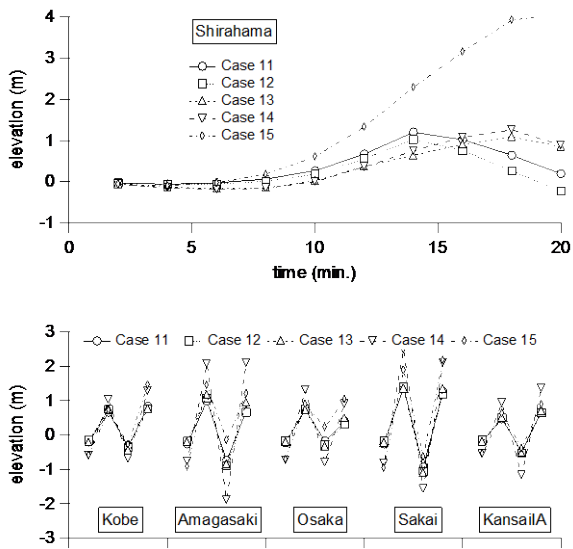 4
3
2
1
0
-1
elevation (m)
Shirahama
Case 11
Case 12
Case 13
Case 14
Case 15
0
5
10
15
20
time (min.)
3
2
1
0
-1
-2
-3
elevation (m)
Case 11 Case 12 Case 13 Case 14 Case 15
Kobe Amagasaki Osaka Sakai KansaiIA